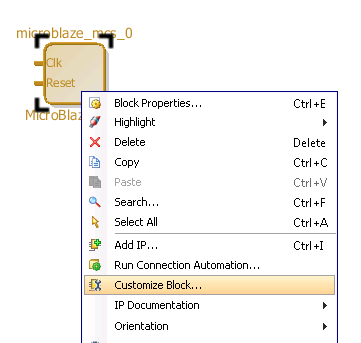 microblaze_mcs_0
Clk
Reset
MicroBlaz
Block Properties... Ctrl+E
Highlight
Delete Delete
Copy Ctrl+C
Paste Ctrl+V
Search... Ctrl+F
Select All Ctrl+A
Add IP... Ctrl+I
Run Connection Automation...
Customize Block...
IP Documentation
Orientation